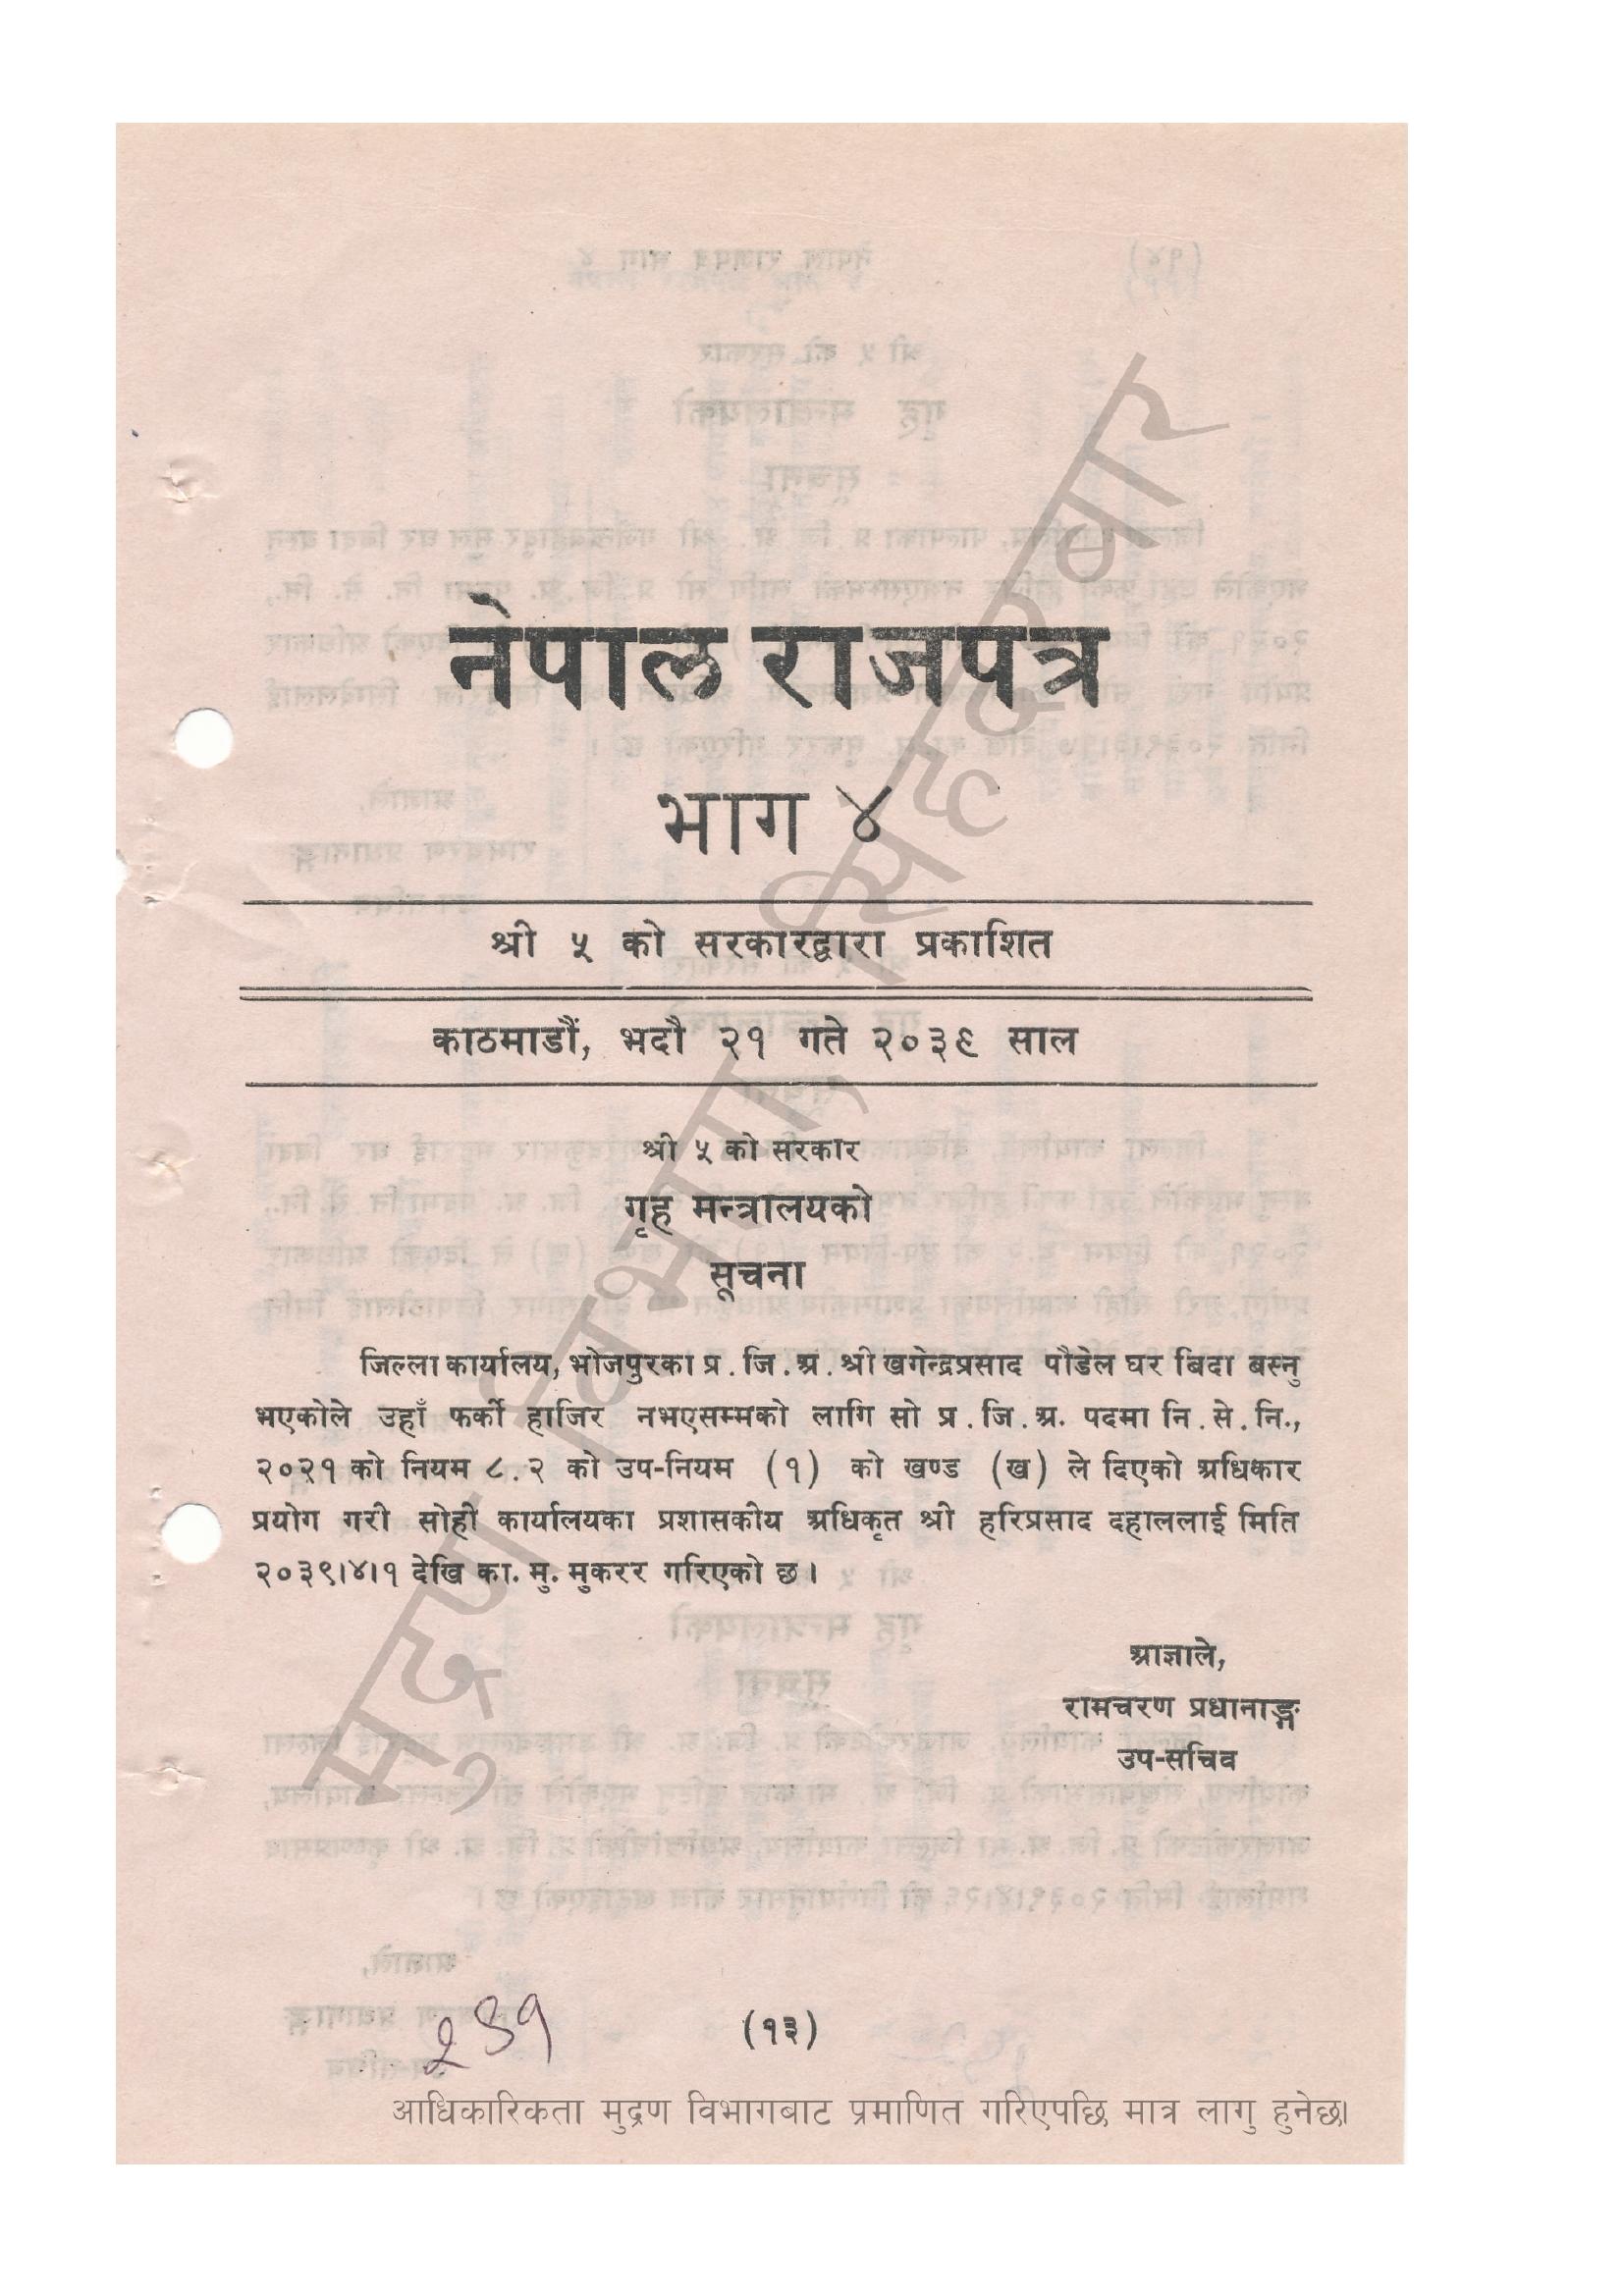 नेपाल राजपत्र
भाग ४
श्री ५ को सरकारद्वारा प्रकाशित
काठमाडौं, भदौ २१ गते २०३९ साल
श्री ५ को सरकार
गृह मन्त्रालयको
सूचना
जिल्ला कार्यालय, भोजपुरका प्र. जि. अ. श्री खगेन्द्रप्रसाद पौडेल घर बिदा बस्नु
भएकोले उहाँ फर्की हाजिर नभएसम्मको लागि सो प्र. जि. अ. पदमा नि. से. नि.,
२०२१ को नियम ८.२ को उप-नियम (१) को खण्ड (ख) ले दिएको अधिकार
प्रयोग गरी सोही कार्यालयका प्रशासकीय अधिकृत श्री हरिप्रसाद दहाललाई मिति
२०३९।४।१ देखि का. मु. मुकरर गरिएको छ।
आज्ञाले,
रामचरण प्रधानाङ्ग
उप-सचिव
(१३)
मुद्रण विभाग, सिंहदरबार
आधिकारिकता मुद्रण विभागबाट प्रमाणित गरिएपछि मात्र लागु हुनेछ।